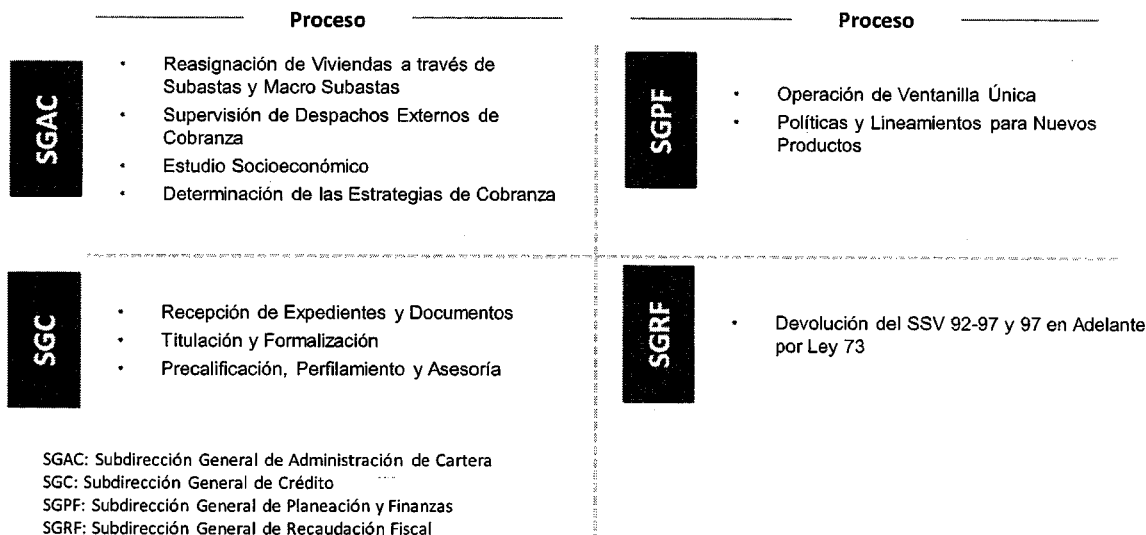 Proceso
SGAC
Reasignación de Viviendas a través de
Subastas y Macro Subastas
Supervisión de Despachos Externos de
Cobranza
Estudio Socioeconómico
Determinación de las Estrategias de Cobranza
Proceso
SGPF
Operación de Ventanilla Única
Políticas y Lineamientos para Nuevos
Productos
SGC
Recepción de Expedientes y Documentos
Titulación y Formalización
Precalificación, Perfilamiento y Asesoría
SGRF
Devolución del SSV 92-97 y 97 en Adelante
por Ley 73
SGAC: Subdirección General de Administración de Cartera
SGC: Subdirección General de Crédito
SGPF: Subdirección General de Planeación y Finanzas
SGRF: Subdirección General de Recaudación Fiscal